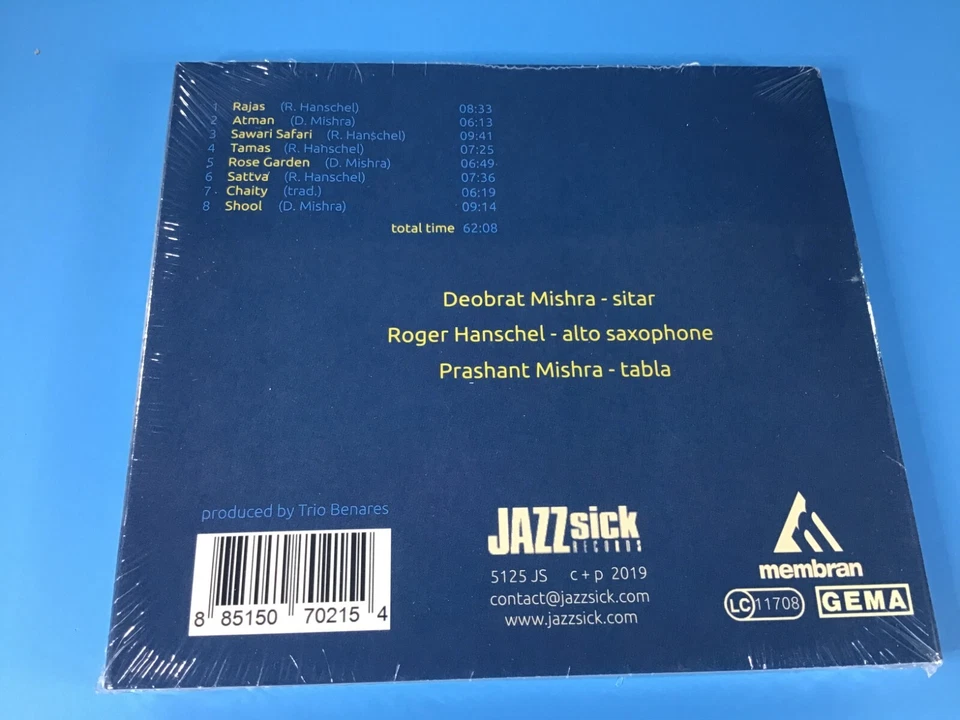 1 Rajas (R. Hanschel) 08:33
2 Atman (D. Mishra) 06:13
3 Sawari Safari (R. Hanschel) 09:41
4 Tamas (R. Hanschel) 07:25
5 Rose Garden (D. Mishra) 06:49
6 Sattva (R. Hanschel) 07:36
7 Chaity (trad.) 06:19
8 Shool (D. Mishra) 09:14
total time 62:08
Deobrat Mishra - sitar
Roger Hanschel - alto saxophone
Prashant Mishra - tabla
produced by Trio Benares
8 85150 70215 4
JAZZsick
RECORDS
5125 JS c + p 2019
contact@jazzsick.com
www.jazzsick.com
membran
LC 11708 GEMA